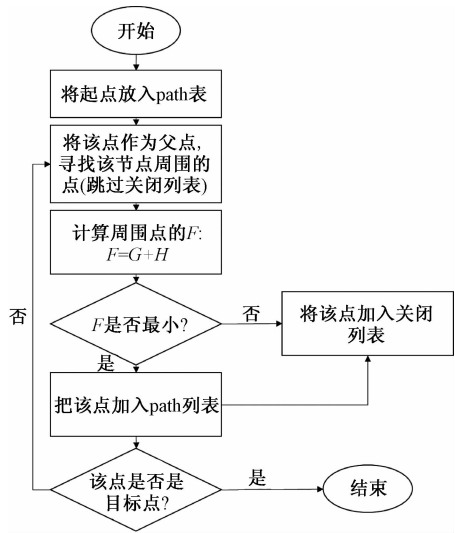 开始
将起点放入path表
将该点作为父点,
寻找该节点周围的
点(跳过关闭列表)
计算周围点的F:
F=G+H
否
F是否最小?
否
将该点加入关闭
列表
是
把该点加入path列表
该点是否是
目标点?
是
结束